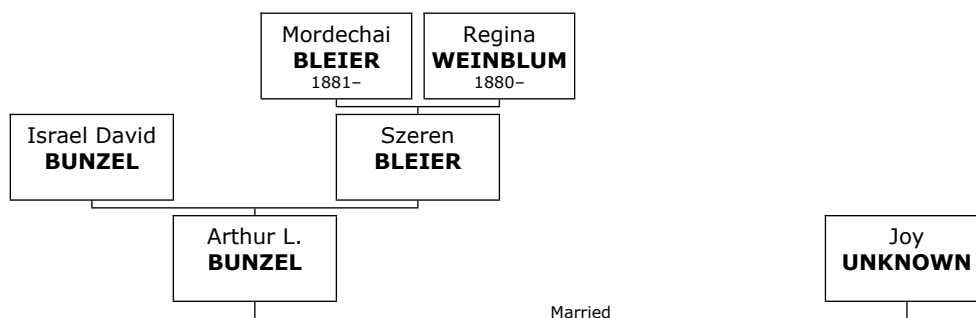 Mordechai
BLEIER
1881–
Regina
WEINBLUM
1880–
Israel David
BUNZEL
Szeren
BLEIER
Arthur L.
BUNZEL
Joy
UNKNOWN
Married